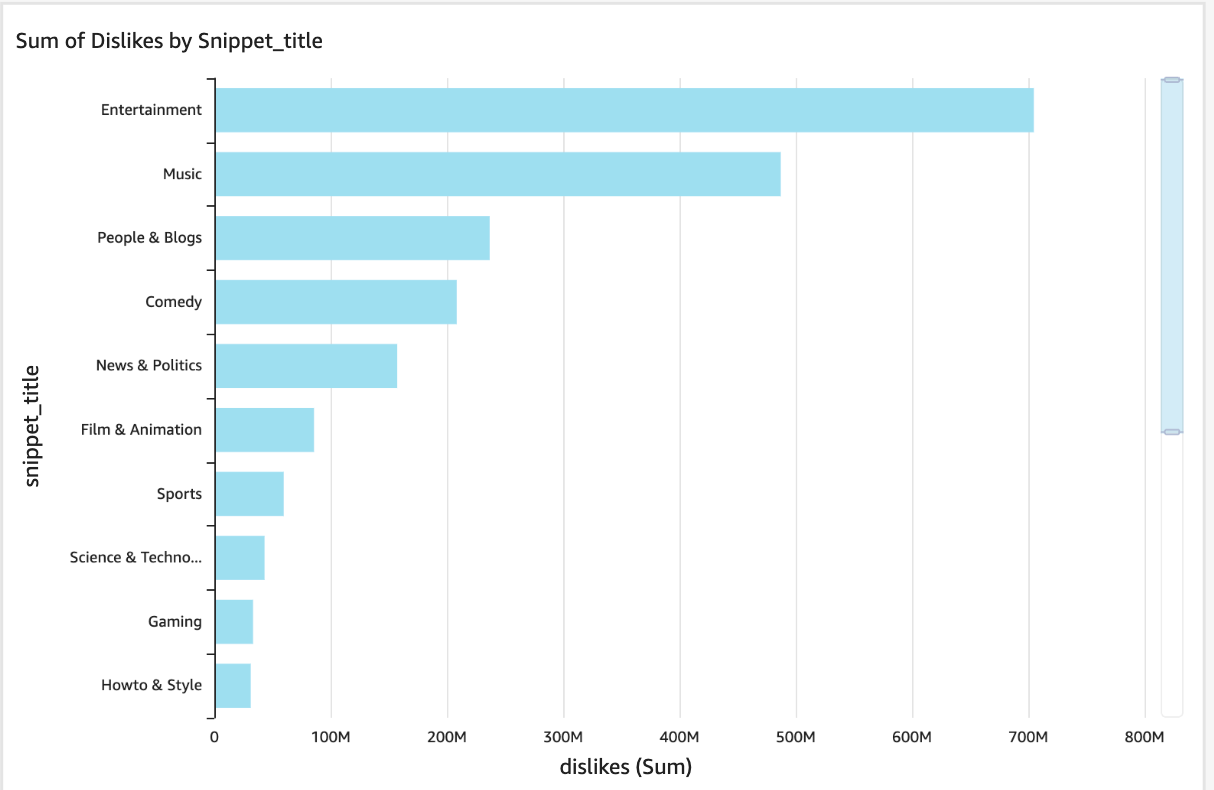 Sum of Dislikes by Snippet_title
snippet_title
Entertainment
Music
People & Blogs
Comedy
News & Politics
Film & Animation
Sports
Science & Techno...
Gaming
Howto & Style
0 100M 200M 300M 400M 500M 600M 700M 800M
dislikes (Sum)